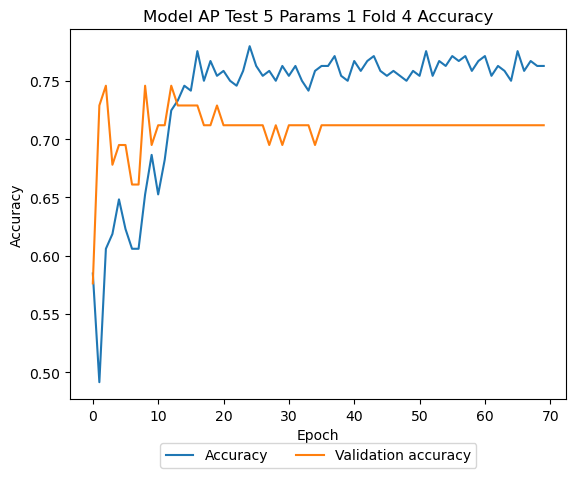 Model AP Test 5 Params 1 Fold 4 Accuracy
Accuracy
0.75
0.70
0.65
0.60
0.55
0.50
0 10 20 30 40 50 60 70
Epoch
Accuracy Validation accuracy